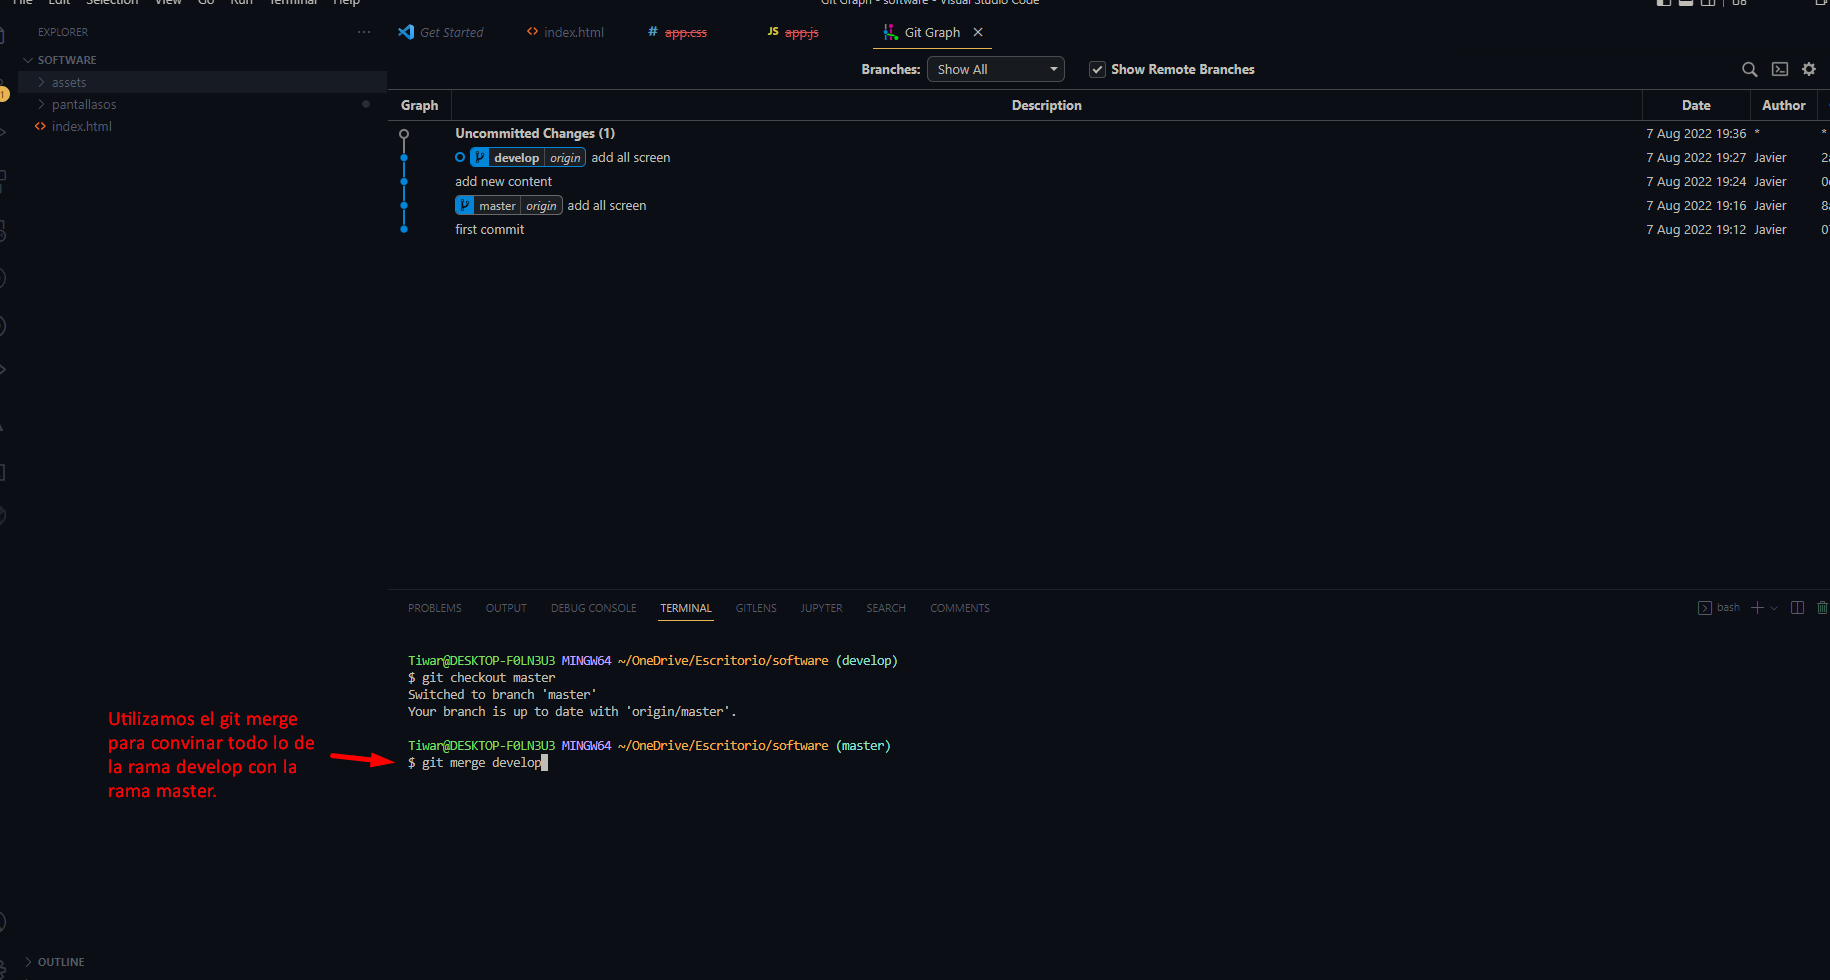 File Edit Selection View Go Run Terminal Help
Git Graph - software - Visual Studio Code
EXPLORER
Get Started index.html # app.css JS app.js Git Graph
SOFTWARE
assets
pantallasos
index.html
1
Branches: Show All Show Remote Branches
Graph Description Date Author
Uncommitted Changes (1) 7 Aug 2022 19:36 * *
develop origin add all screen 7 Aug 2022 19:27 Javier
add new content 7 Aug 2022 19:24 Javier
master origin add all screen 7 Aug 2022 19:16 Javier
first commit 7 Aug 2022 19:12 Javier
PROBLEMS OUTPUT DEBUG CONSOLE TERMINAL GITLENS JUPYTER SEARCH COMMENTS
bash
Tiwar@DESKTOP-F0LN3U3 MINGW64 ~/OneDrive/Escritorio/software (develop)
$ git checkout master
Switched to branch 'master'
Your branch is up to date with 'origin/master'.
Tiwar@DESKTOP-F0LN3U3 MINGW64 ~/OneDrive/Escritorio/software (master)
$ git merge develop
Utilizamos el git merge
para convinar todo lo de
la rama develop con la
rama master.
OUTLINE